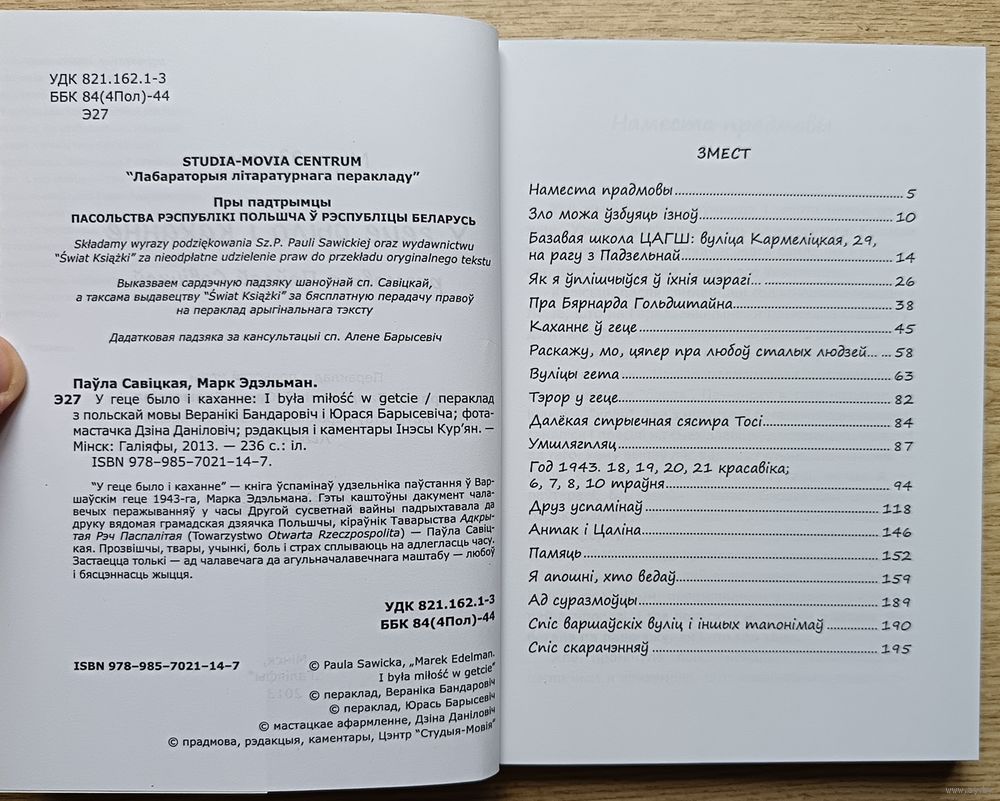 УДК 821.162.1-3
ББК 84(4Пол)-44
Э27
STUDIA-MOVIA CENTRUM
“Лабараторыя літаратурнага перакладу”
Пры падтрымцы
ПАСОЛЬСТВА РЭСПУБЛІКІ ПОЛЬШЧА Ў РЭСПУБЛІЦЫ БЕЛАРУСЬ
Składamy wyrazy podziękowania Sz.P. Pauli Sawickiej oraz wydawnictwu
“Świat Książki” za nieodpłatne udzielenie praw do przekładu oryginalnego tekstu
Выказваем сардэчную падзяку шаноўнай сп. Савіцкай,
а таксама выдавецтву “Świat Książki” за бясплатную перадачу правоў
на пераклад арыгінальнага тэксту
Дадатковая падзяка за кансультацыі сп. Алене Барысевіч
Паўла Савіцкая, Марк Эдэльман.
Э27 У геце было і каханне: I była miłość w getcie / пераклад
з польскай мовы Веранікі Бандаровіч і Юрася Барысевіча; фота-
мастачка Дзіна Даніловіч; рэдакцыя і каментары Інэсы Кур’ян. —
Мінск: Галіяфы, 2013. — 236 с.: іл.
ISBN 978–985–7021–14–7.
“У геце было і каханне” — кніга ўспамінаў удзельніка паўстання ў Вар-
шаўскім геце 1943-га, Марка Эдэльмана. Гэты каштоўны дакумент чала-
вечых перажыванняў у часы Другой сусветнай вайны падрыхтавала да
друку вядомая грамадская дзяячка Польшчы, кіраўнік Таварыства Адкры-
тая Рэч Паспалітая (Towarzystwo Otwarta Rzeczpospolita) — Паўла Савіц-
кая. Прозвішчы, твары, учынкі, боль і страх сплываюць на адлегласць часу.
Застаецца толькі — ад чалавечага да агульначалавечнага маштабу — любоў
і бясцэннасць жыцця.
УДК 821.162.1-3
ББК 84(4Пол)-44
ISBN 978–985–7021–14–7
© Paula Sawicka, „Marek Edelman.
I była miłość w getcie”
© пераклад, Вераніка Бандаровіч
© пераклад, Юрась Барысевіч
© мастацкае афармленне, Дзіна Даніловіч
© прадмова, рэдакцыя, каментары, Цэнтр “Студыя-Мовія”
ЗМЕСТ
Наместа прадмовы 5
Зло можа ўзбуяць ізноў 10
Базавая школа ЦАГШ: вуліца Кармеліцкая, 29,
на рагу з Падзельнай 14
Як я ўплішчыўся ў іхнія шэрагі... 26
Пра Бярнарда Гольдштайна 38
Каханне ў геце 45
Раскажу, мо, цяпер пра любоў сталых людзей... 58
Вуліцы гета 63
Тэрор у геце 82
Далёкая стрыечная сястра Тосі 84
Умшлягпляц 87
Год 1943. 18, 19, 20, 21 красавіка;
6, 7, 8, 10 траўня 94
Друз успамінаў 118
Антак і Цаліна 146
Памяць 152
Я апошні, хто ведаў 159
Ад суразмоўцы 189
Спіс варшаўскіх вуліц і іншых тапонімаў 190
Спіс скарачэнняў 195